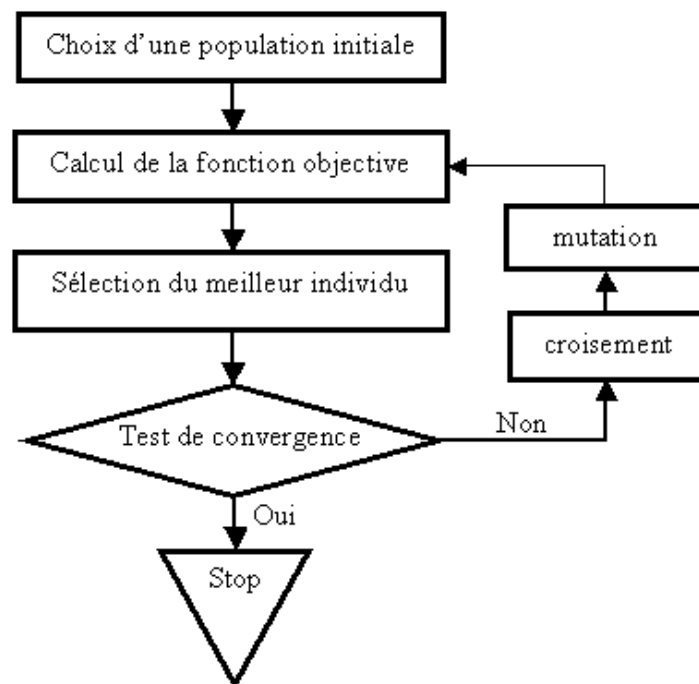 Choix d'une population initiale
Calcul de la fonction objective
Sélection du meilleur individu
Test de convergence
Non
croisement
mutation
Oui
Stop